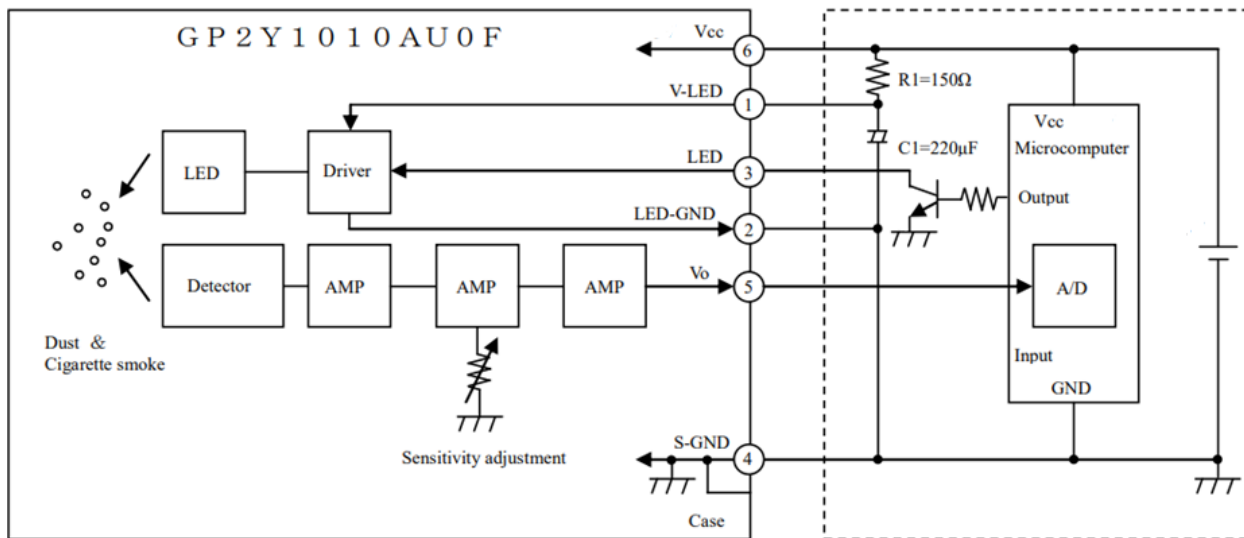 GP2Y1010AU0F
Vcc
6
V-LED
1
R1=150Ω
C1=220μF
Vcc
Microcomputer
LED
Driver
LED
3
Output
LED-GND
2
Detector
AMP
AMP
AMP
Vo
5
A/D
Dust &
Cigarette smoke
Input
GND
Sensitivity adjustment
S-GND
4
Case